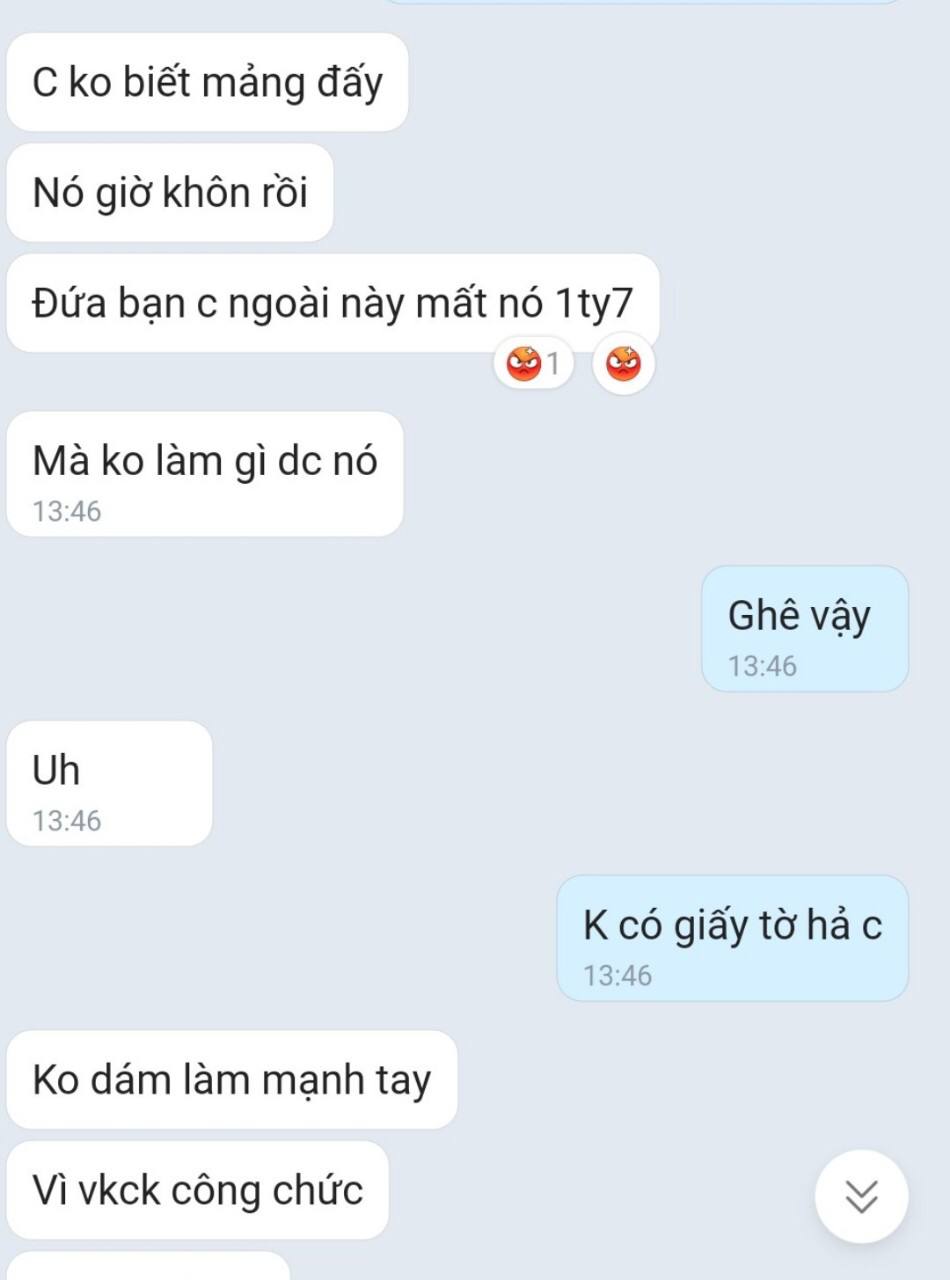 C ko biết mảng đấy
Nó giờ khôn rồi
Đứa bạn c ngoài này mất nó 1ty7
1
Mà ko làm gì dc nó
13:46
Ghê vậy
13:46
Uh
13:46
K có giấy tờ hả c
13:46
Ko dám làm mạnh tay
Vì vkck công chức